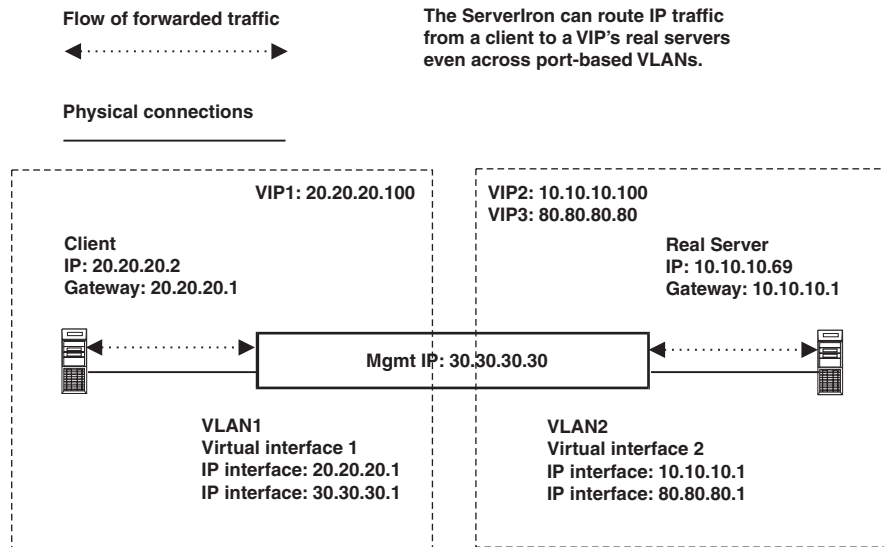 Flow of forwarded traffic
The ServerIron can route IP traffic
from a client to a VIP's real servers
even across port-based VLANs.
Physical connections
VIP1: 20.20.20.100
VIP2: 10.10.10.100
VIP3: 80.80.80.80
Client
IP: 20.20.20.2
Gateway: 20.20.20.1
Real Server
IP: 10.10.10.69
Gateway: 10.10.10.1
Mgmt IP: 30.30.30.30
VLAN1
Virtual interface 1
IP interface: 20.20.20.1
IP interface: 30.30.30.1
VLAN2
Virtual interface 2
IP interface: 10.10.10.1
IP interface: 80.80.80.1